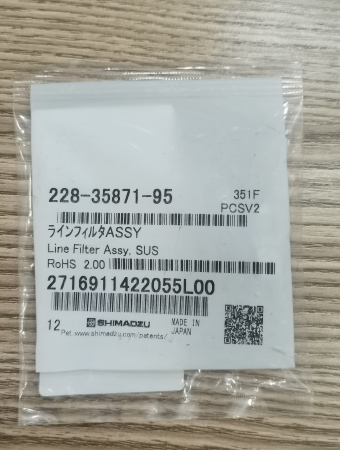 228-35871-95
351F
PCSV2
ラインフィルタASSY
Line Filter Assy, SUS
RoHS 2.00
2716911422055L00
12 SHIMADZU MADE IN JAPAN
Pat. www.shimadzu.com/patents/